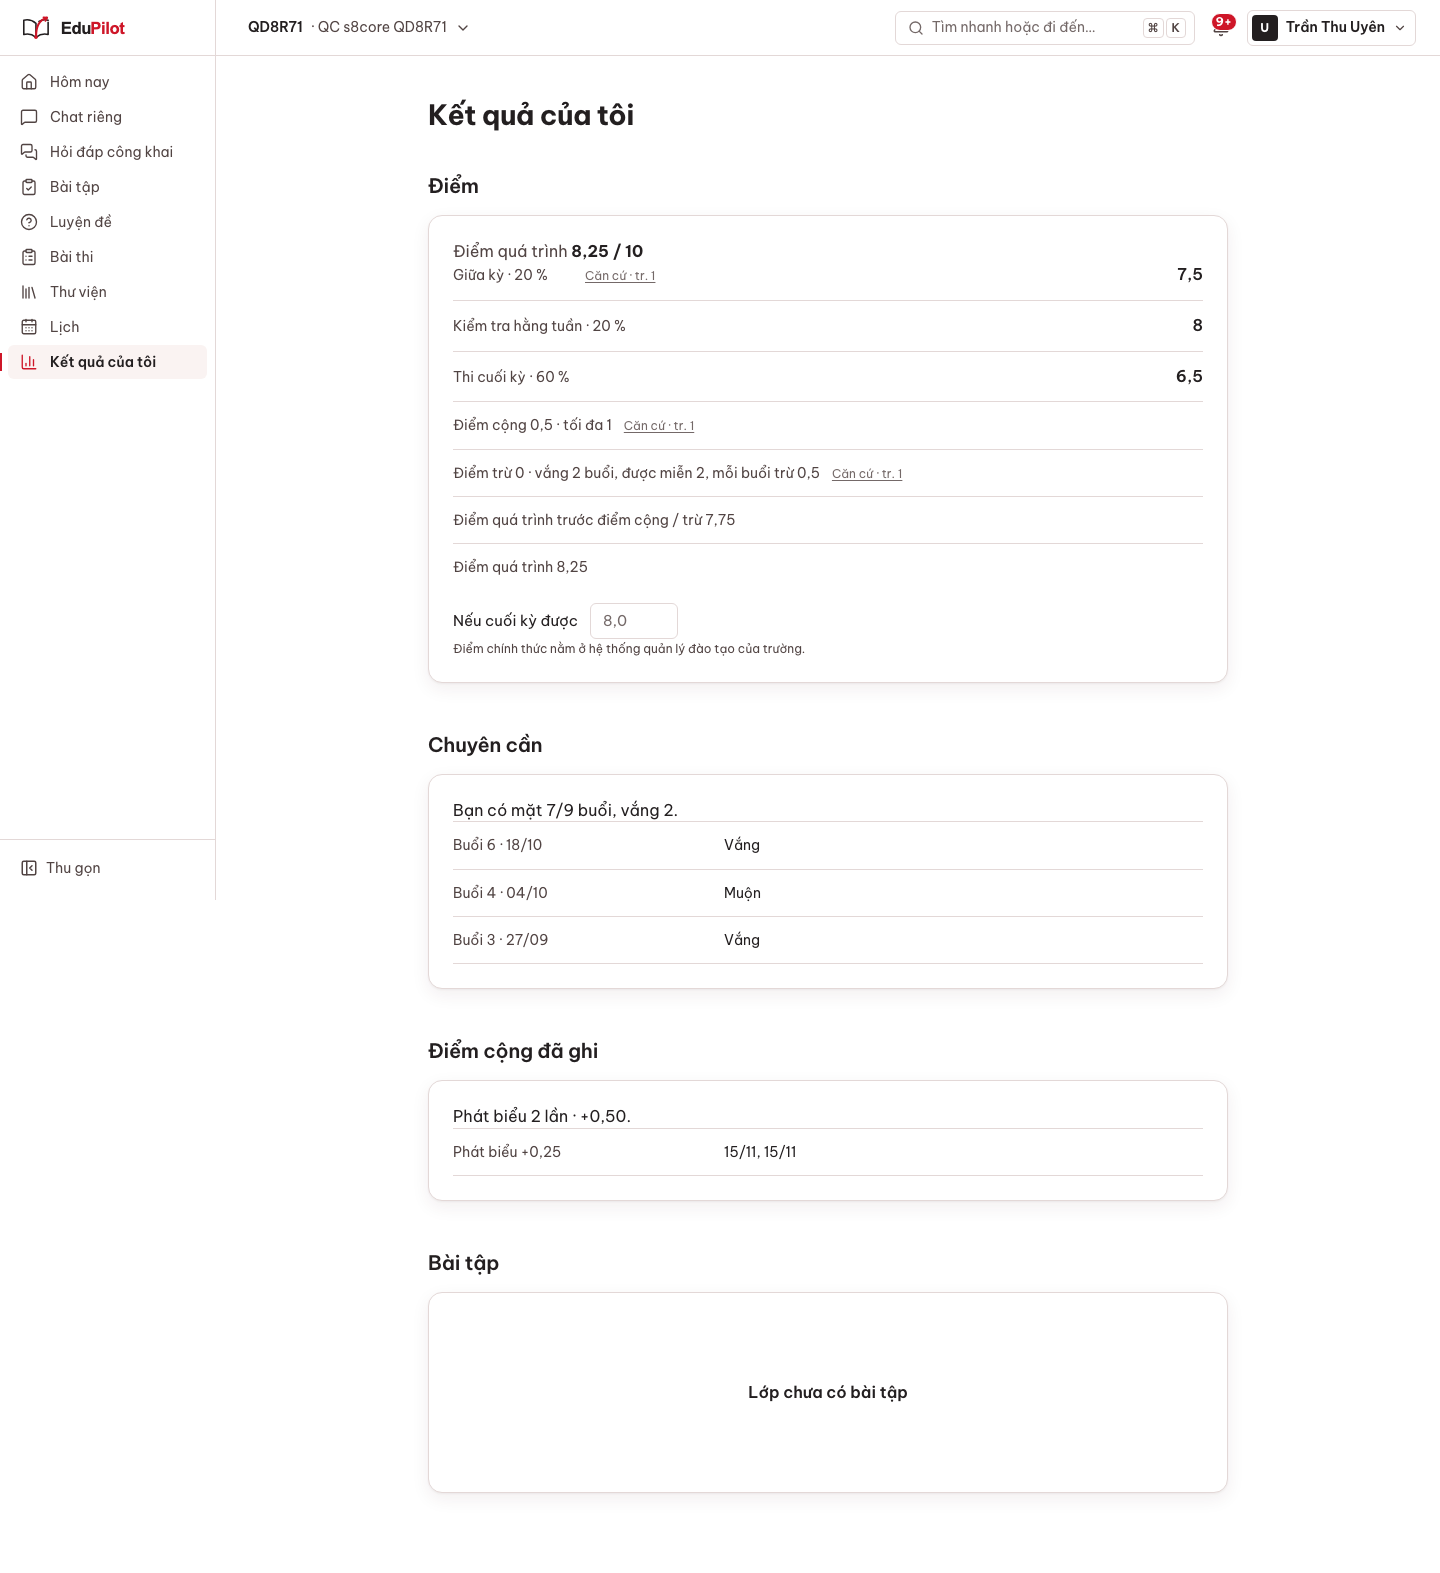 EduPilot
QD8R71 · QC s8core QD8R71
Tìm nhanh hoặc đi đến...
⌘ K
9+
U
Trần Thu Uyên
Hôm nay
Chat riêng
Hỏi đáp công khai
Bài tập
Luyện đề
Bài thi
Thư viện
Lịch
Kết quả của tôi
Thu gọn
Kết quả của tôi
Điểm
Điểm quá trình 8,25 / 10
Giữa kỳ · 20 % Căn cứ · tr. 1 7,5
Kiểm tra hằng tuần · 20 % 8
Thi cuối kỳ · 60 % 6,5
Điểm cộng 0,5 · tối đa 1 Căn cứ · tr. 1
Điểm trừ 0 · vắng 2 buổi, được miễn 2, mỗi buổi trừ 0,5 Căn cứ · tr. 1
Điểm quá trình trước điểm cộng / trừ 7,75
Điểm quá trình 8,25
Nếu cuối kỳ được 8,0
Điểm chính thức nằm ở hệ thống quản lý đào tạo của trường.
Chuyên cần
Bạn có mặt 7/9 buổi, vắng 2.
Buổi 6 · 18/10 Vắng
Buổi 4 · 04/10 Muộn
Buổi 3 · 27/09 Vắng
Điểm cộng đã ghi
Phát biểu 2 lần · +0,50.
Phát biểu +0,25 15/11, 15/11
Bài tập
Lớp chưa có bài tập